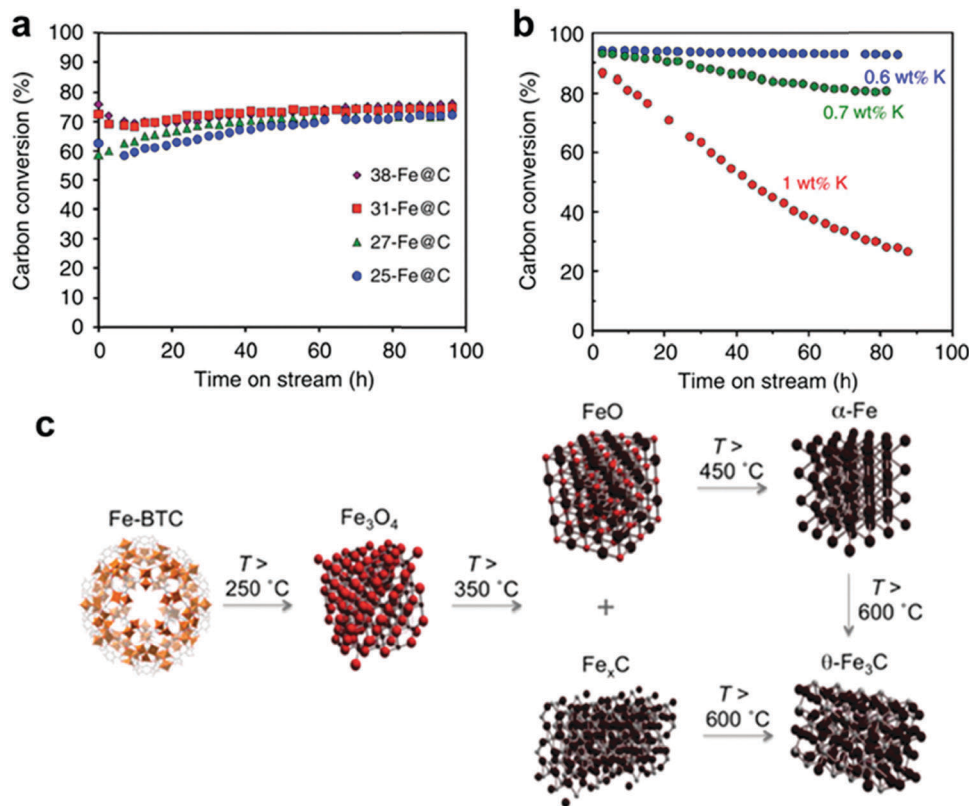 a
Carbon conversion (%)
100
90
80
70
60
50
40
30
20
10
0
0
20
40
60
80
100
Time on stream (h)
38-Fe@C
31-Fe@C
27-Fe@C
25-Fe@C
b
Carbon conversion (%)
100
80
60
40
20
0
0
20
40
60
80
100
Time on stream (h)
0.6 wt% K
0.7 wt% K
1 wt% K
c
Fe-BTC
T >
250 °C
Fe₃O₄
T >
350 °C
FeO
T >
450 °C
α-Fe
+
T >
600 °C
FeₓC
T >
600 °C
θ-Fe₃C